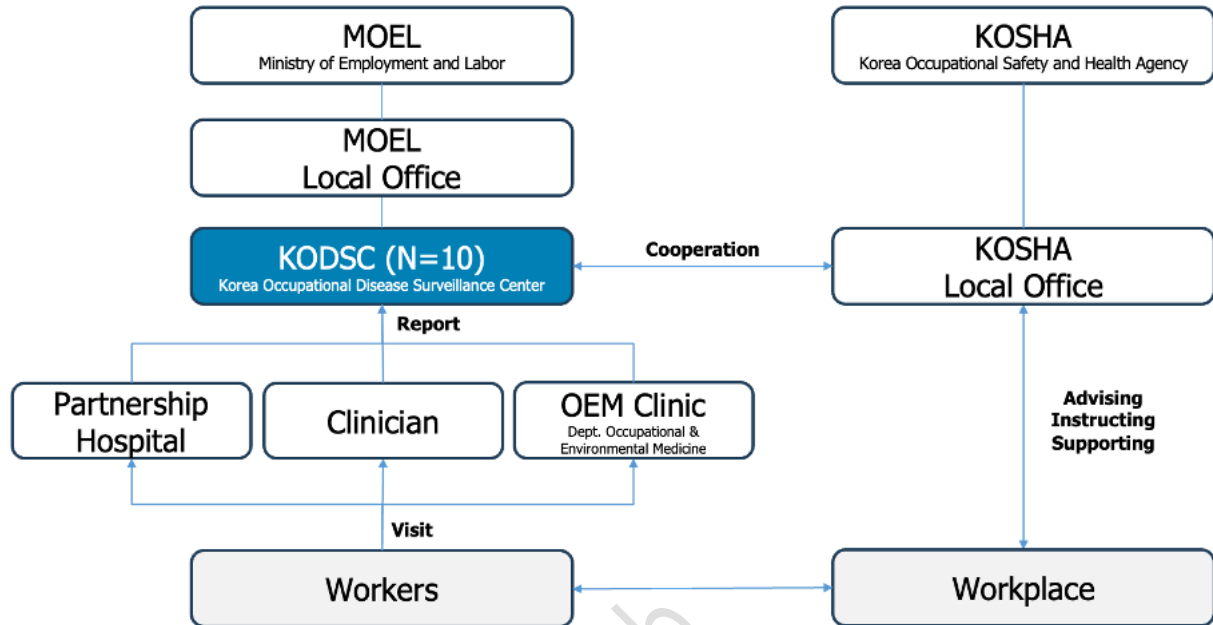 MOEL
Ministry of Employment and Labor
KOSHA
Korea Occupational Safety and Health Agency
MOEL
Local Office
KODSC (N=10)
Korea Occupational Disease Surveillance Center
Cooperation
KOSHA
Local Office
Report
Partnership
Hospital
Clinician
OEM Clinic
Dept. Occupational &
Environmental Medicine
Advising
Instructing
Supporting
Visit
Workers
Workplace